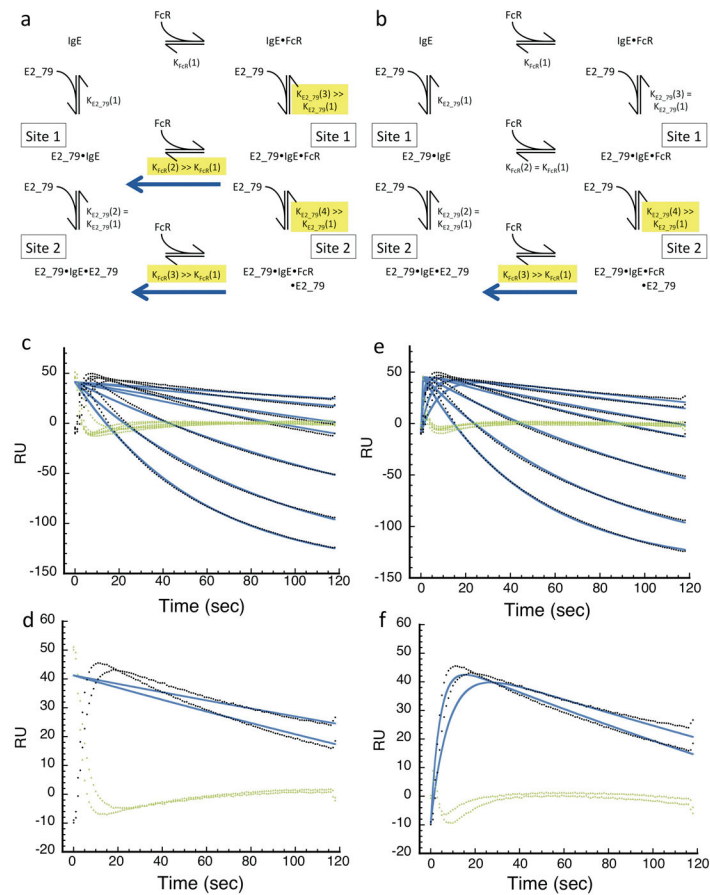 a
FcR
IgE
IgE•FcR
KFcR(1)
E2_79
E2_79
KE2_79(1)
KE2_79(3) >>
KE2_79(1)
Site 1
FcR
Site 1
E2_79•IgE
E2_79•IgE•FcR
KFcR(2) >> KFcR(1)
E2_79
E2_79
KE2_79(2) =
KE2_79(1)
KE2_79(4) >>
KE2_79(1)
Site 2
FcR
Site 2
E2_79•IgE•E2_79
E2_79•IgE•FcR
•E2_79
KFcR(3) >> KFcR(1)
b
FcR
IgE
IgE•FcR
KFcR(1)
E2_79
E2_79
KE2_79(1)
KE2_79(3) =
KE2_79(1)
Site 1
FcR
Site 1
E2_79•IgE
E2_79•IgE•FcR
KFcR(2) = KFcR(1)
E2_79
E2_79
KE2_79(2) =
KE2_79(1)
KE2_79(4) >>
KE2_79(1)
Site 2
FcR
Site 2
E2_79•IgE•E2_79
E2_79•IgE•FcR
•E2_79
KFcR(3) >> KFcR(1)
c
50
0
-50
-100
-150
RU
0 20 40 60 80 100 120
Time (sec)
e
50
0
-50
-100
-150
RU
0 20 40 60 80 100 120
Time (sec)
d
60
50
40
30
20
10
0
-10
-20
RU
0 20 40 60 80 100 120
Time (sec)
f
60
50
40
30
20
10
0
-10
-20
RU
0 20 40 60 80 100 120
Time (sec)